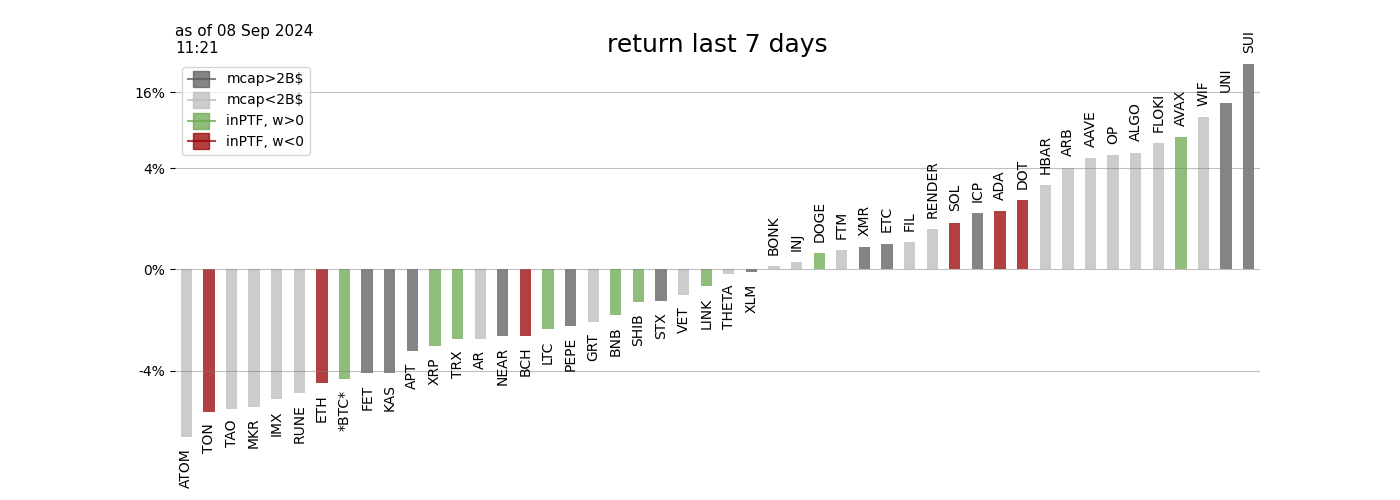 as of 08 Sep 2024
11:21
return last 7 days
mcap>2B$
mcap<2B$
inPTF, w>0
inPTF, w<0
16%
4%
0%
-4%
ATOM
TON
TAO
MKR
IMX
RUNE
ETH
*BTC*
FET
KAS
APT
XRP
TRX
AR
NEAR
BCH
LTC
PEPE
GRT
BNB
SHIB
STX
VET
LINK
THETA
XLM
BONK
INJ
DOGE
FTM
XMR
ETC
FIL
RENDER
SOL
ICP
ADA
DOT
HBAR
ARB
AAVE
OP
ALGO
FLOKI
AVAX
WIF
UNI
SUI